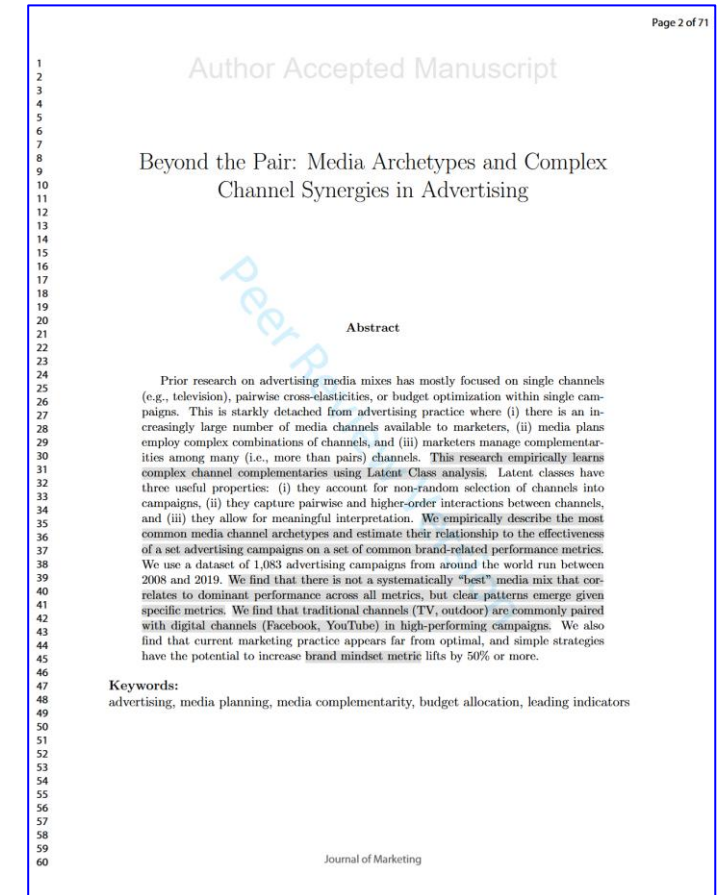 Page 2 of 71
Author Accepted Manuscript
1
2
3
4
5
6
7
8
9
10
11
12
13
14
15
16
17
18
19
20
21
22
23
24
25
26
27
28
29
30
31
32
33
34
35
36
37
38
39
40
41
42
43
44
45
46
47
48
49
50
51
52
53
54
55
56
57
58
59
60
Beyond the Pair: Media Archetypes and Complex
Channel Synergies in Advertising
Peer Review Version
Abstract
Prior research on advertising media mixes has mostly focused on single channels
(e.g., television), pairwise cross-elasticities, or budget optimization within single cam-
paigns. This is starkly detached from advertising practice where (i) there is an in-
creasingly large number of media channels available to marketers, (ii) media plans
employ complex combinations of channels, and (iii) marketers manage complementar-
ities among many (i.e., more than pairs) channels. This research empirically learns
complex channel complementaries using Latent Class analysis. Latent classes have
three useful properties: (i) they account for non-random selection of channels into
campaigns, (ii) they capture pairwise and higher-order interactions between channels,
and (iii) they allow for meaningful interpretation. We empirically describe the most
common media channel archetypes and estimate their relationship to the effectiveness
of a set advertising campaigns on a set of common brand-related performance metrics.
We use a dataset of 1,083 advertising campaigns from around the world run between
2008 and 2019. We find that there is not a systematically “best” media mix that cor-
relates to dominant performance across all metrics, but clear patterns emerge given
specific metrics. We find that traditional channels (TV, outdoor) are commonly paired
with digital channels (Facebook, YouTube) in high-performing campaigns. We also
find that current marketing practice appears far from optimal, and simple strategies
have the potential to increase brand mindset metric lifts by 50% or more.
Keywords:
advertising, media planning, media complementarity, budget allocation, leading indicators
Journal of Marketing